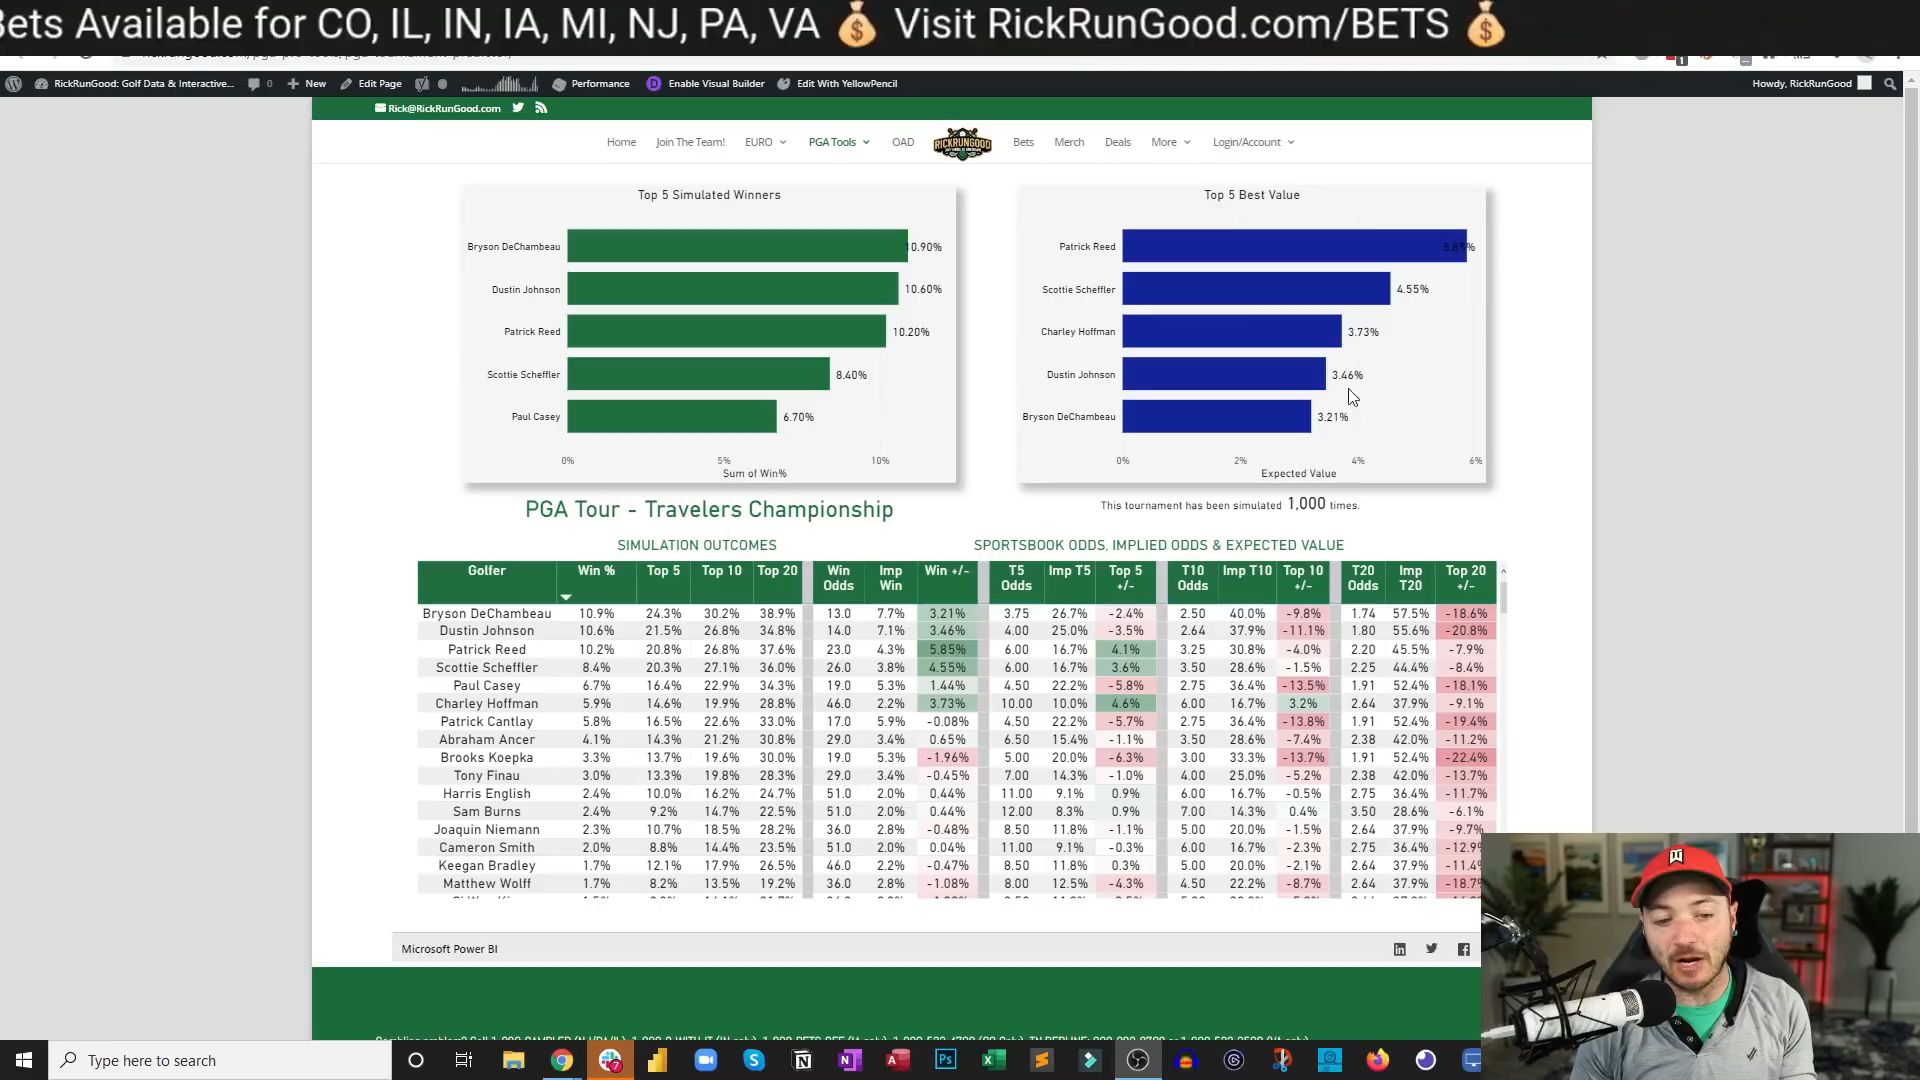 Bets Available for CO, IL, IN, IA, MI, NJ, PA, VA 💰 Visit RickRunGood.com/BETS 💰
RickRunGood: Golf Data & Interactive... 0 New Edit Page Performance Enable Visual Builder Edit With YellowPencil Howdy, RickRunGood
Rick@RickRunGood.com
Home Join The Team! EURO PGA Tools OAD RICKRUNGOOD Bets Merch Deals More Login/Account
Top 5 Simulated Winners
Bryson DeChambeau 10.90%
Dustin Johnson 10.60%
Patrick Reed 10.20%
Scottie Scheffler 8.40%
Paul Casey 6.70%
0% 5% 10%
Sum of Win%
Top 5 Best Value
Patrick Reed 5.85%
Scottie Scheffler 4.55%
Charley Hoffman 3.73%
Dustin Johnson 3.46%
Bryson DeChambeau 3.21%
0% 2% 4% 6%
Expected Value
PGA Tour - Travelers Championship
This tournament has been simulated 1,000 times.
SIMULATION OUTCOMES SPORTSBOOK ODDS, IMPLIED ODDS & EXPECTED VALUE
Golfer Win % Top 5 Top 10 Top 20 Win Odds Imp Win Win +/- T5 Odds Imp T5 Top 5 +/- T10 Odds Imp T10 Top 10 +/- T20 Odds Imp T20 Top 20 +/-
Bryson DeChambeau 10.9% 24.3% 30.2% 38.9% 13.0 7.7% 3.21% 3.75 26.7% -2.4% 2.50 40.0% -9.8% 1.74 57.5% -18.6%
Dustin Johnson 10.6% 21.5% 26.8% 34.8% 14.0 7.1% 3.46% 4.00 25.0% -3.5% 2.64 37.9% -11.1% 1.80 55.6% -20.8%
Patrick Reed 10.2% 20.8% 26.8% 37.6% 23.0 4.3% 5.85% 6.00 16.7% 4.1% 3.25 30.8% -4.0% 2.20 45.5% -7.9%
Scottie Scheffler 8.4% 20.3% 27.1% 36.0% 26.0 3.8% 4.55% 6.00 16.7% 3.6% 3.50 28.6% -1.5% 2.25 44.4% -8.4%
Paul Casey 6.7% 16.4% 22.9% 34.3% 19.0 5.3% 1.44% 4.50 22.2% -5.8% 2.75 36.4% -13.5% 1.91 52.4% -18.1%
Charley Hoffman 5.9% 14.6% 19.9% 28.8% 46.0 2.2% 3.73% 10.00 10.0% 4.6% 6.00 16.7% 3.2% 2.64 37.9% -9.1%
Patrick Cantlay 5.8% 16.5% 22.6% 33.0% 17.0 5.9% -0.08% 4.50 22.2% -5.7% 2.75 36.4% -13.8% 1.91 52.4% -19.4%
Abraham Ancer 4.1% 14.3% 21.2% 30.8% 29.0 3.4% 0.65% 6.50 15.4% -1.1% 3.50 28.6% -7.4% 2.38 42.0% -11.2%
Brooks Koepka 3.3% 13.7% 19.6% 30.0% 19.0 5.3% -1.96% 5.00 20.0% -6.3% 3.00 33.3% -13.7% 1.91 52.4% -22.4%
Tony Finau 3.0% 13.3% 19.8% 28.3% 29.0 3.4% -0.45% 7.00 14.3% -1.0% 4.00 25.0% -5.2% 2.38 42.0% -13.7%
Harris English 2.4% 10.0% 16.2% 24.7% 51.0 2.0% 0.44% 11.00 9.1% 0.9% 6.00 16.7% -0.5% 2.75 36.4% -11.7%
Sam Burns 2.4% 9.2% 14.7% 22.5% 51.0 2.0% 0.44% 12.00 8.3% 0.9% 7.00 14.3% 0.4% 3.50 28.6% -6.1%
Joaquin Niemann 2.3% 10.7% 18.5% 28.2% 36.0 2.8% -0.48% 8.50 11.8% -1.1% 5.00 20.0% -1.5% 2.64 37.9% -9.7%
Cameron Smith 2.0% 8.8% 14.4% 23.5% 51.0 2.0% 0.04% 11.00 9.1% -0.3% 6.00 16.7% -2.3% 2.75 36.4% -12.9%
Keegan Bradley 1.7% 12.1% 17.9% 26.5% 46.0 2.2% -0.47% 8.50 11.8% 0.3% 5.00 20.0% -2.1% 2.64 37.9% -11.4%
Matthew Wolff 1.7% 8.2% 13.5% 19.2% 36.0 2.8% -1.08% 8.00 12.5% -4.3% 4.50 22.2% -8.7% 2.64 37.9% -18.7%
Microsoft Power BI
Type here to search